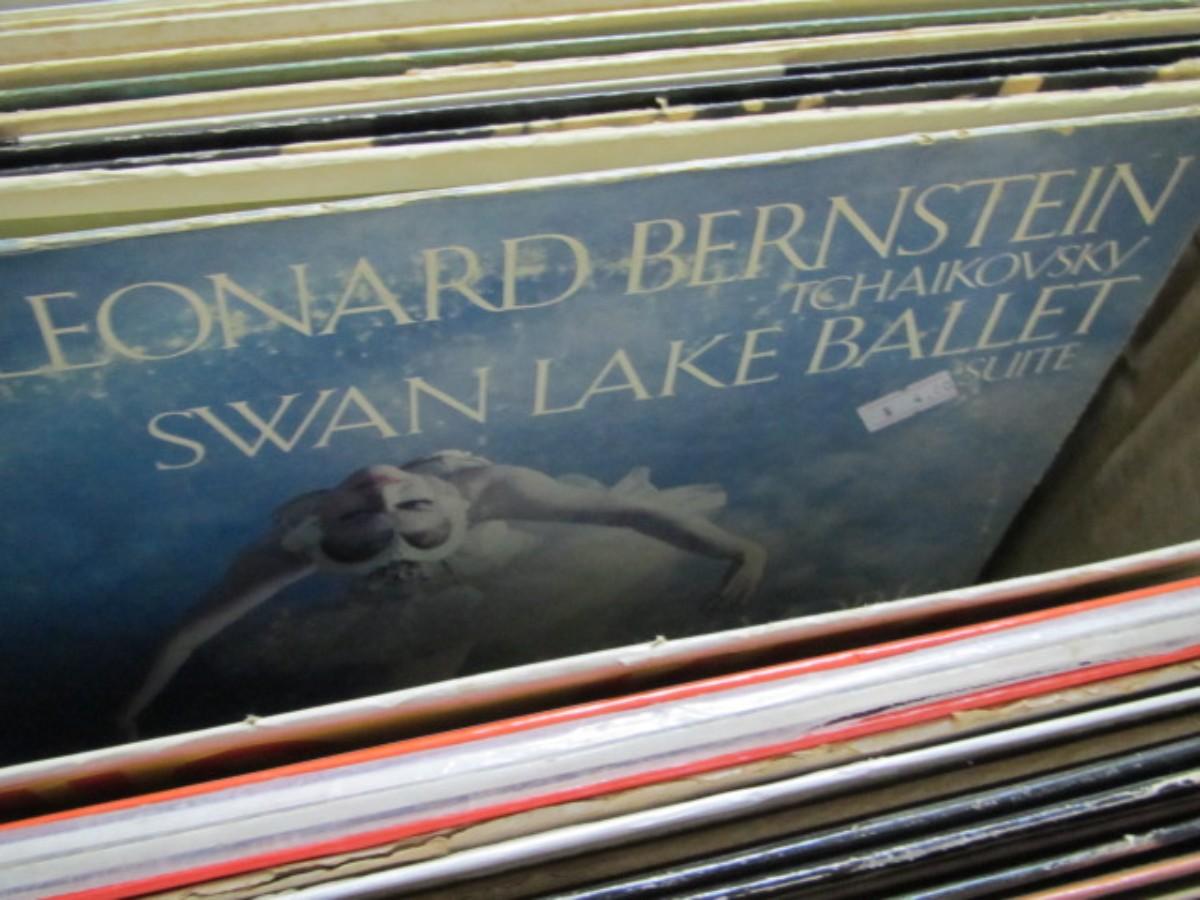 LEONARD BERNSTEIN
TCHAIKOVSKY
SWAN LAKE BALLET
SUITE